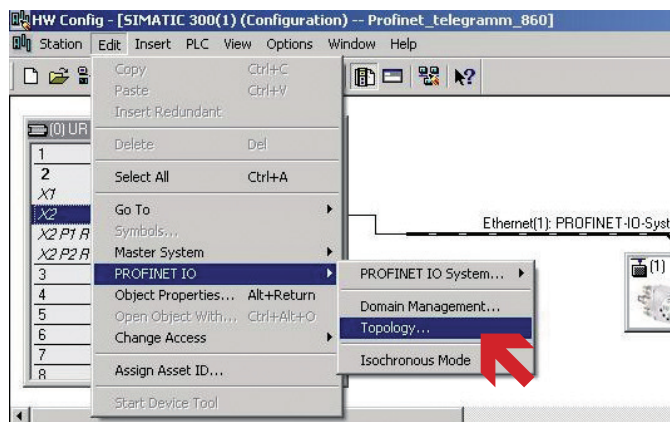 HW Config - [SIMATIC 300(1) (Configuration) -- Profinet_telegramm_860]
Station Edit Insert PLC View Options Window Help
Copy Ctrl+C
Paste Ctrl+V
Insert Redundant
(0) UR
Delete Del
1
2
Select All Ctrl+A
X1
X2
Go To
X2 P1 R
Symbols...
X2 P2 R
Master System
3
PROFINET IO
4
Object Properties... Alt+Return
5
Open Object With... Ctrl+Alt+O
6
Change Access
7
Assign Asset ID...
8
Start Device Tool
Ethernet(1): PROFINET-IO-Syst
(1)
PROFINET IO System...
Domain Management...
Topology...
Isochronous Mode